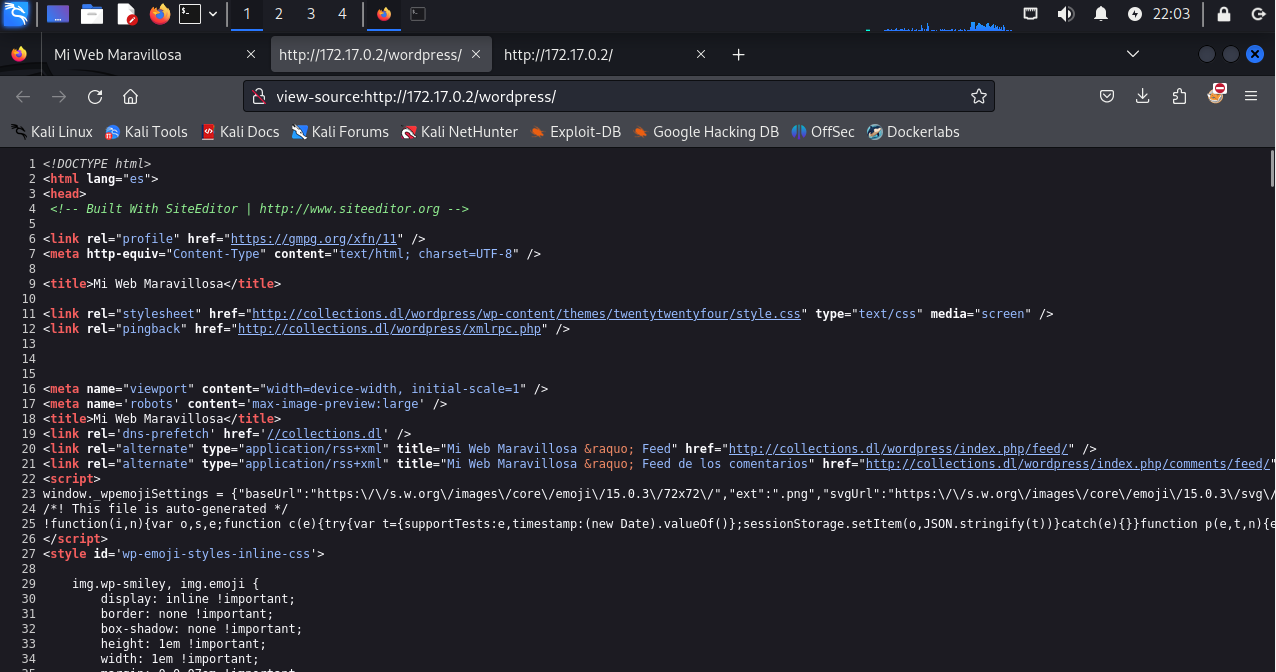 1 2 3 4 22:03
Mi Web Maravillosa http://172.17.0.2/wordpress/ http://172.17.0.2/
view-source:http://172.17.0.2/wordpress/
Kali Linux Kali Tools Kali Docs Kali Forums Kali NetHunter Exploit-DB Google Hacking DB OffSec Dockerlabs
1 <!DOCTYPE html>
2 <html lang="es">
3 <head>
4 <!-- Built With SiteEditor | http://www.siteeditor.org -->
5
6 <link rel="profile" href="https://gmpg.org/xfn/11" />
7 <meta http-equiv="Content-Type" content="text/html; charset=UTF-8" />
8
9 <title>Mi Web Maravillosa</title>
10
11 <link rel="stylesheet" href="http://collections.dl/wordpress/wp-content/themes/twentytwentyfour/style.css" type="text/css" media="screen" />
12 <link rel="pingback" href="http://collections.dl/wordpress/xmlrpc.php" />
13
14
15
16 <meta name="viewport" content="width=device-width, initial-scale=1" />
17 <meta name='robots' content='max-image-preview:large' />
18 <title>Mi Web Maravillosa</title>
19 <link rel='dns-prefetch' href='//collections.dl' />
20 <link rel="alternate" type="application/rss+xml" title="Mi Web Maravillosa &raquo; Feed" href="http://collections.dl/wordpress/index.php/feed/" />
21 <link rel="alternate" type="application/rss+xml" title="Mi Web Maravillosa &raquo; Feed de los comentarios" href="http://collections.dl/wordpress/index.php/comments/feed/"
22 <script>
23 window._wpemojiSettings = {"baseUrl":"https:\/\/s.w.org\/images\/core\/emoji\/15.0.3\/72x72\/","ext":".png","svgUrl":"https:\/\/s.w.org\/images\/core\/emoji\/15.0.3\/svg\/
24 /*! This file is auto-generated */
25 !function(i,n){var o,s,e;function c(e){try{var t={supportTests:e,timestamp:(new Date).valueOf()};sessionStorage.setItem(o,JSON.stringify(t))}catch(e){}}function p(e,t,n){e
26 </script>
27 <style id='wp-emoji-styles-inline-css'>
28
29 img.wp-smiley, img.emoji {
30 display: inline !important;
31 border: none !important;
32 box-shadow: none !important;
33 height: 1em !important;
34 width: 1em !important;